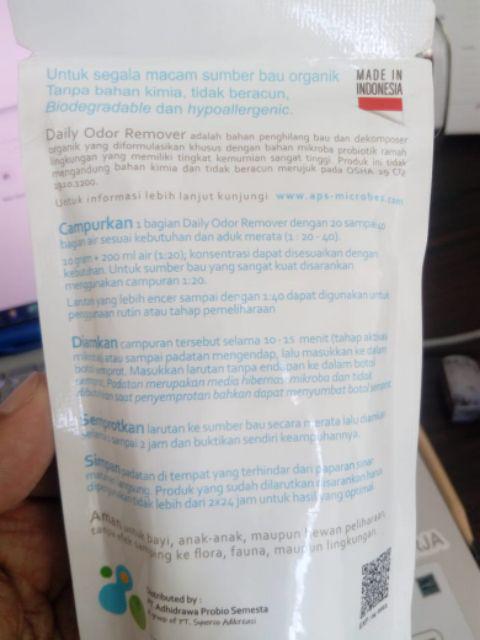 Untuk segala macam sumber bau organik
Tanpa bahan kimia, tidak beracun,
Biodegradable dan hypoallergenic.
MADE IN
INDONESIA
Daily Odor Remover adalah bahan penghilang bau dan dekomposer
organik yang diformulasikan khusus dengan bahan mikroba probiotik ramah
lingkungan yang memiliki tingkat kemurnian sangat tinggi. Produk ini tidak
mengandung bahan kimia dan tidak beracun merujuk pada OSHA 29 CFR
1910.1200.
Untuk informasi lebih lanjut kunjungi www.aps-microbes.com
Campurkan 1 bagian Daily Odor Remover dengan 20 sampai 40
bagian air sesuai kebutuhan dan aduk merata (1 : 20 - 40).
10 gram + 200 ml air (1:20); konsentrasi dapat disesuaikan dengan
kebutuhan. Untuk sumber bau yang sangat kuat disarankan
menggunakan campuran 1:20.
Larutan yang lebih encer sampai dengan 1:40 dapat digunakan untuk
penggunaan rutin atau tahap pemeliharaan
Diamkan campuran tersebut selama 10 - 15 menit (tahap aktivasi
mikroba) atau sampai padatan mengendap, lalu masukkan ke dalam
botol semprot. Masukkan larutan tanpa endapan ke dalam botol
semprot. Padatan merupakan media hibernasi mikroba dan tidak
dibutuhkan saat penyemprotan bahkan dapat menyumbat botol semprot
Semprotkan larutan ke sumber bau secara merata lalu diamkan
selama 1 sampai 2 jam dan buktikan sendiri keampuhannya.
Simpan padatan di tempat yang terhindar dari paparan sinar
matahari langsung. Produk yang sudah dilarutkan disarankan harus
dipergunakan tidak lebih dari 2x24 jam untuk hasil yang optimal.
Aman untuk bayi, anak-anak, maupun hewan peliharaan,
tanpa efek samping ke flora, fauna, maupun lingkungan.
Distributed by :
PT. Adhidrawa Probio Semesta
A group of PT. Superio Adikreasi